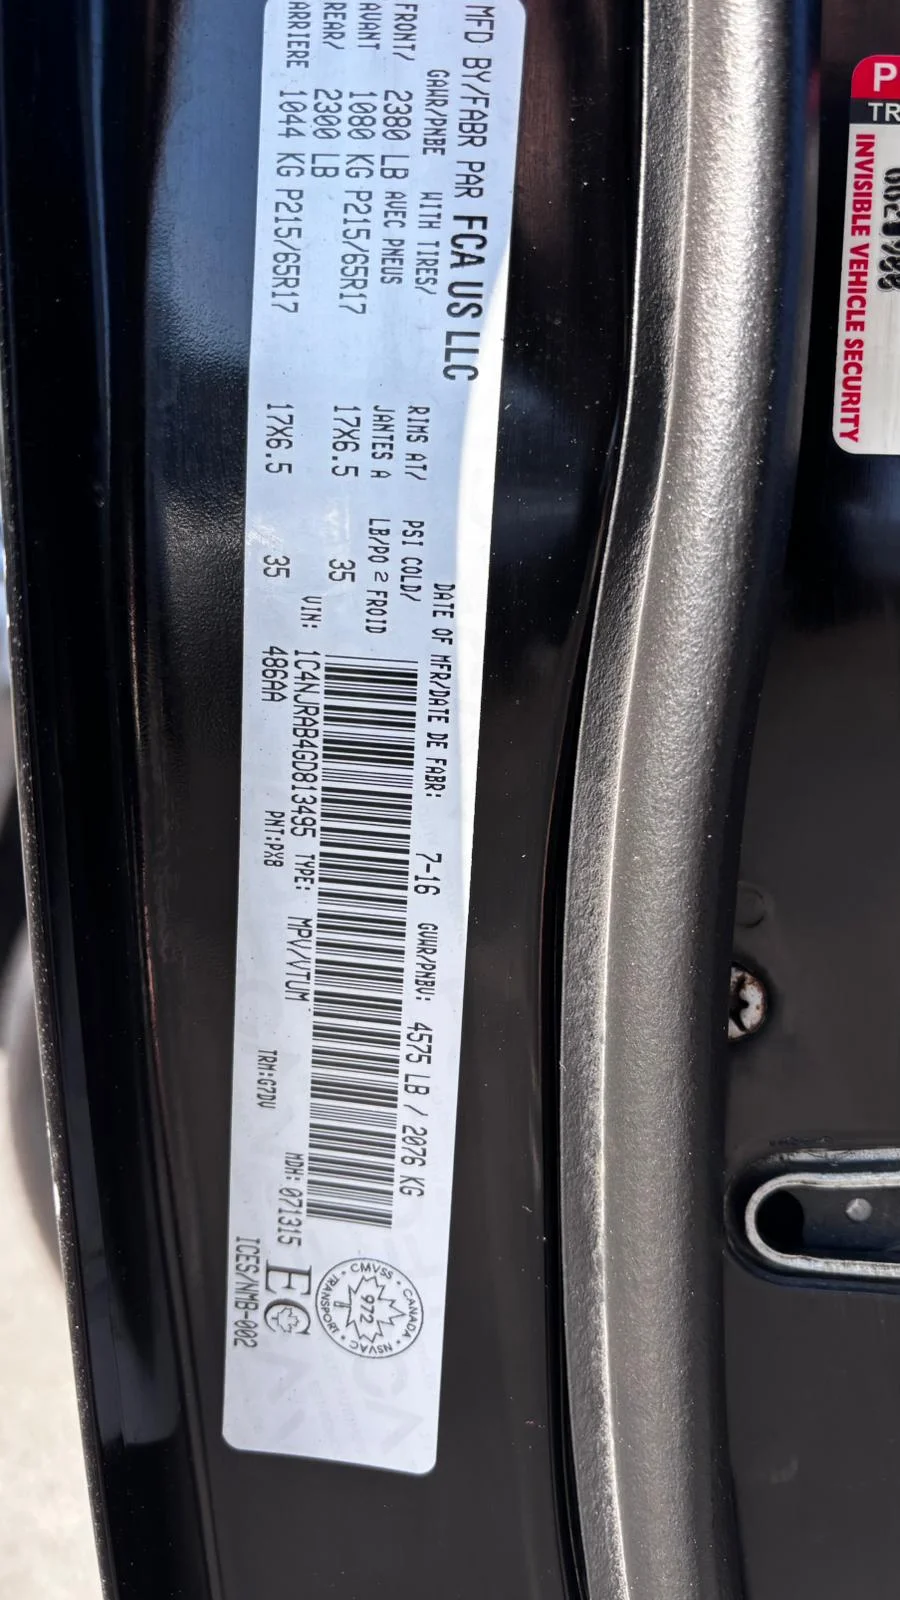 MFD BY/FABR PAR FCA US LLC
DATE OF MFR/DATE DE FABR: 7-16 GVWR/PNBV: 4575 LB / 2076 KG
GAWR/PNBE WITH TIRES/ RIMS AT/ PSI COLD/
FRONT/ 2380 LB AVEC PNEUS JANTES A LB/PO 2 FROID
AVANT 1080 KG P215/65R17 17X6.5 35
REAR/ 2300 LB
ARRIERE 1044 KG P215/65R17 17X6.5 35
VIN: 1C4NJRAB4GD813495 TYPE: MPV/VTUM
486AA PNT:PX8 TRM:G7DV MDH: 071315
EC
ICES/NMB-002
CMVSS • CANADA • NSVAC • TRANSPORT •
972
P
TR
INVISIBLE VEHICLE SECURITY